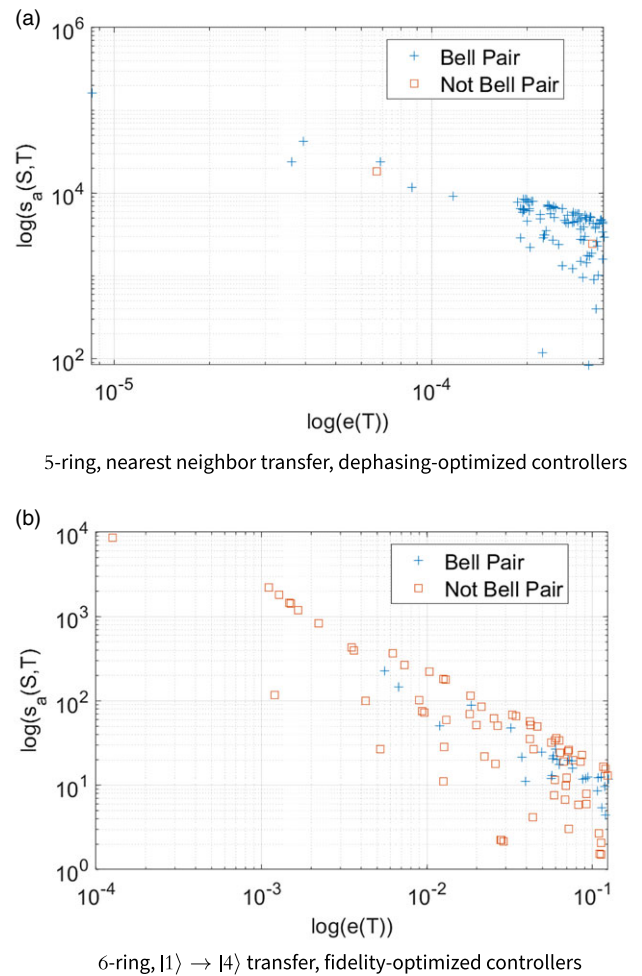 (a)
10^6
Bell Pair
Not Bell Pair
log(s_a(S,T)
10^4
10^2
10^-5
10^-4
log(e(T))
5-ring, nearest neighbor transfer, dephasing-optimized controllers
(b)
10^4
Bell Pair
Not Bell Pair
10^3
log(s_a(S,T)
10^2
10^1
10^0
10^-4
10^-3
10^-2
10^-1
log(e(T))
6-ring, |1⟩ → |4⟩ transfer, fidelity-optimized controllers